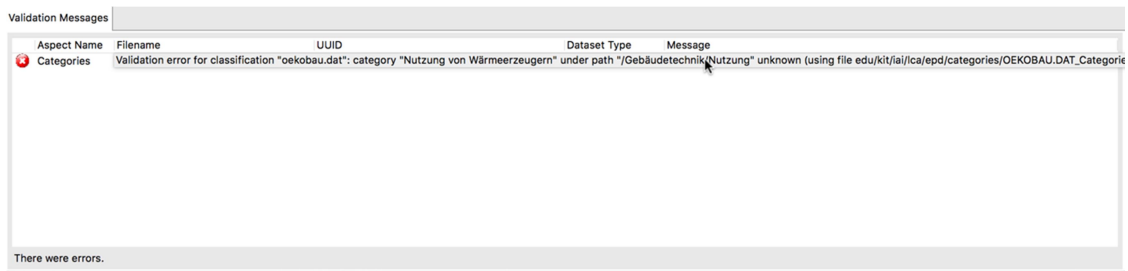 Validation Messages
Aspect Name Filename UUID Dataset Type Message
Categories Validation error for classification "oekobau.dat": category "Nutzung von Wärmeerzeugern" under path "/Gebäudetechnik/Nutzung" unknown (using file edu/kit/iai/lca/epd/categories/OEKOBAU.DAT_Categorie
There were errors.